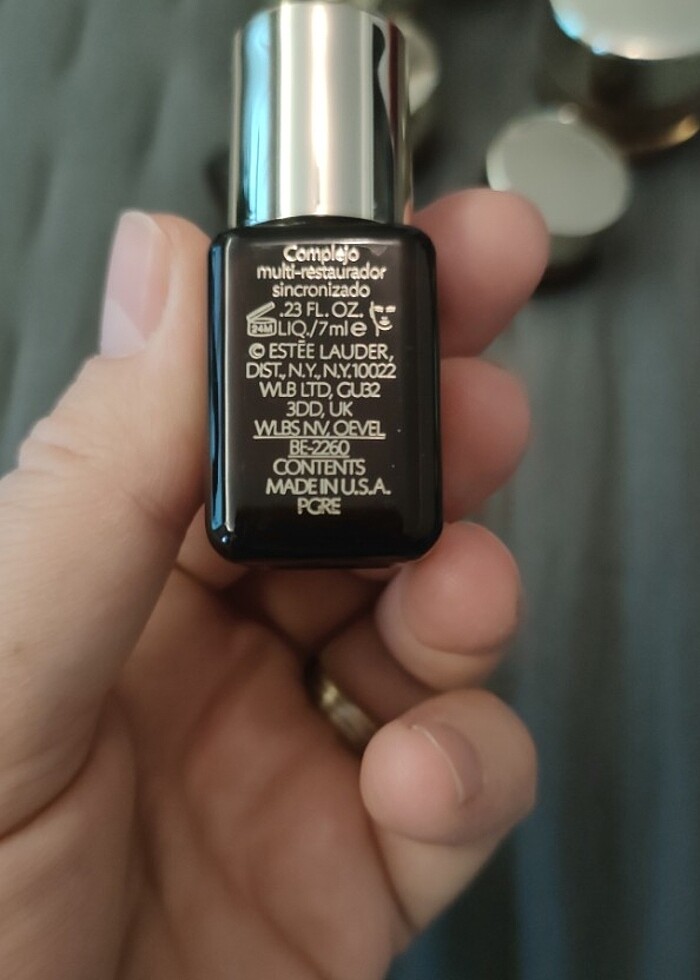 Complejo
multi-restaurador
sincronizado
.23 FL. OZ.
24M LIQ./7ml e
© ESTĒE LAUDER,
DIST., N.Y., N.Y.10022
WLB LTD, GU32
3DD, UK
WLBS NV. OEVEL
BE-2260
CONTENTS
MADE IN U.S.A.
PGRE